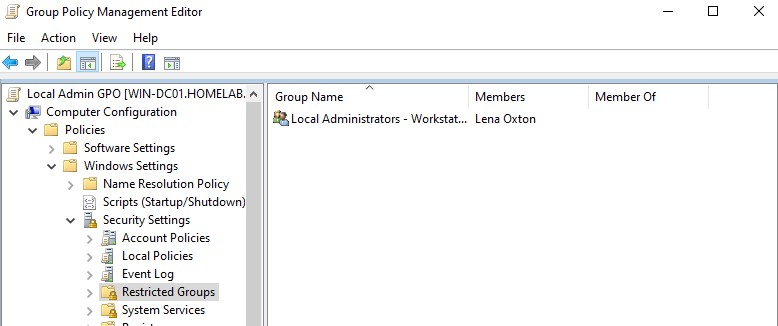 Group Policy Management Editor
File Action View Help
Local Admin GPO [WIN-DC01.HOMELAB.
Computer Configuration
Policies
Software Settings
Windows Settings
Name Resolution Policy
Scripts (Startup/Shutdown)
Security Settings
Account Policies
Local Policies
Event Log
Restricted Groups
System Services
Group Name Members Member Of
Local Administrators - Workstat... Lena Oxton